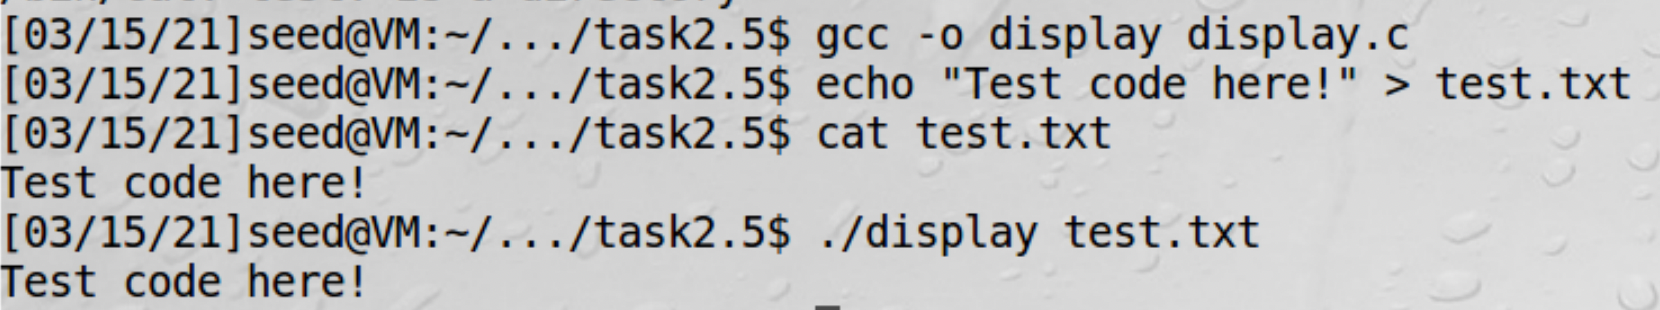 [03/15/21]seed@VM:~/.../task2.5$ gcc -o display display.c
[03/15/21]seed@VM:~/.../task2.5$ echo "Test code here!" > test.txt
[03/15/21]seed@VM:~/.../task2.5$ cat test.txt
Test code here!
[03/15/21]seed@VM:~/.../task2.5$ ./display test.txt
Test code here!